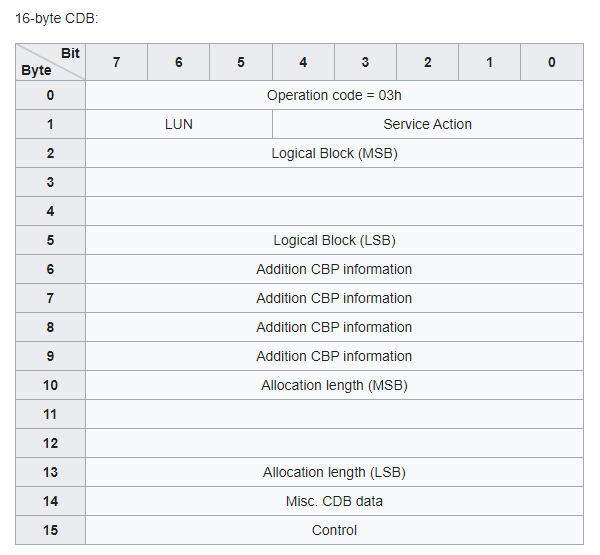 16-byte CDB:
Bit
Byte 7 6 5 4 3 2 1 0
0 Operation code = 03h
1 LUN Service Action
2 Logical Block (MSB)
3
4
5 Logical Block (LSB)
6 Addition CBP information
7 Addition CBP information
8 Addition CBP information
9 Addition CBP information
10 Allocation length (MSB)
11
12
13 Allocation length (LSB)
14 Misc. CDB data
15 Control